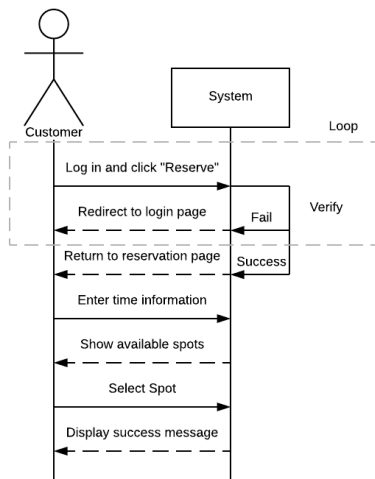 System
Customer
Loop
Log in and click "Reserve"
Redirect to login page
Fail
Verify
Return to reservation page
Success
Enter time information
Show available spots
Select Spot
Display success message